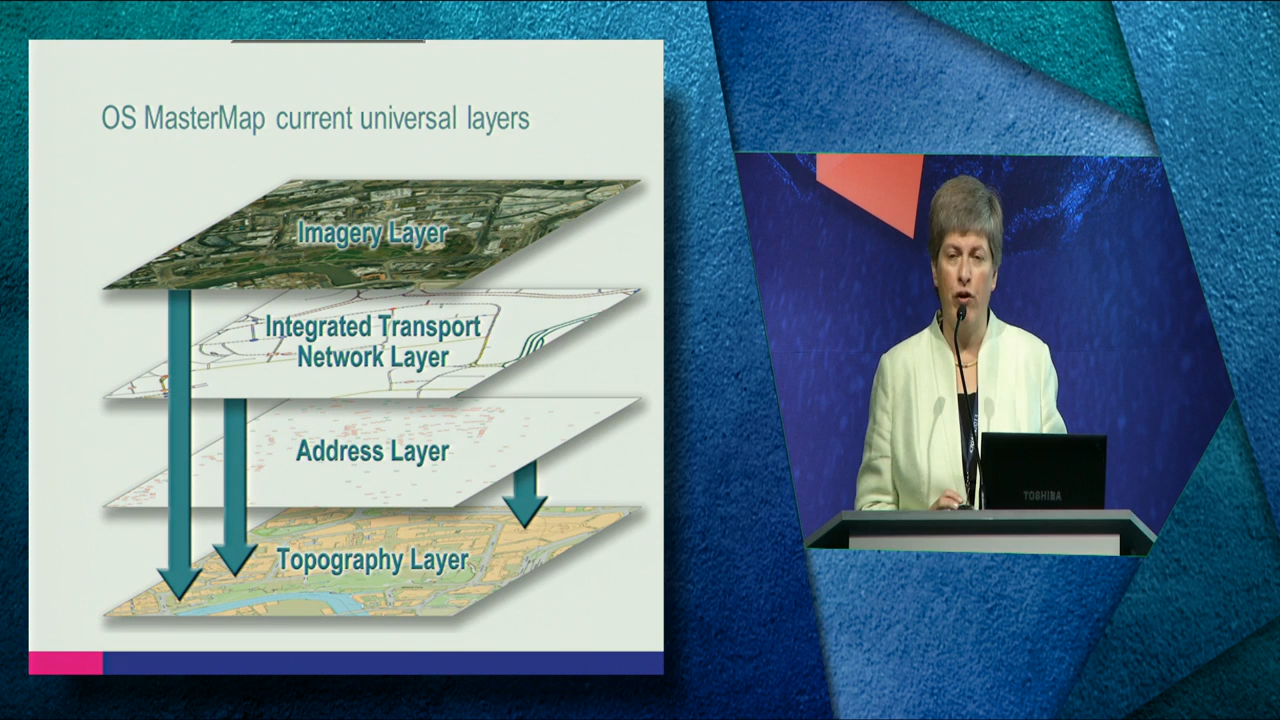 OS MasterMap current universal layers
Imagery Layer
Integrated Transport
Network Layer
Address Layer
Topography Layer
TOSHIBA